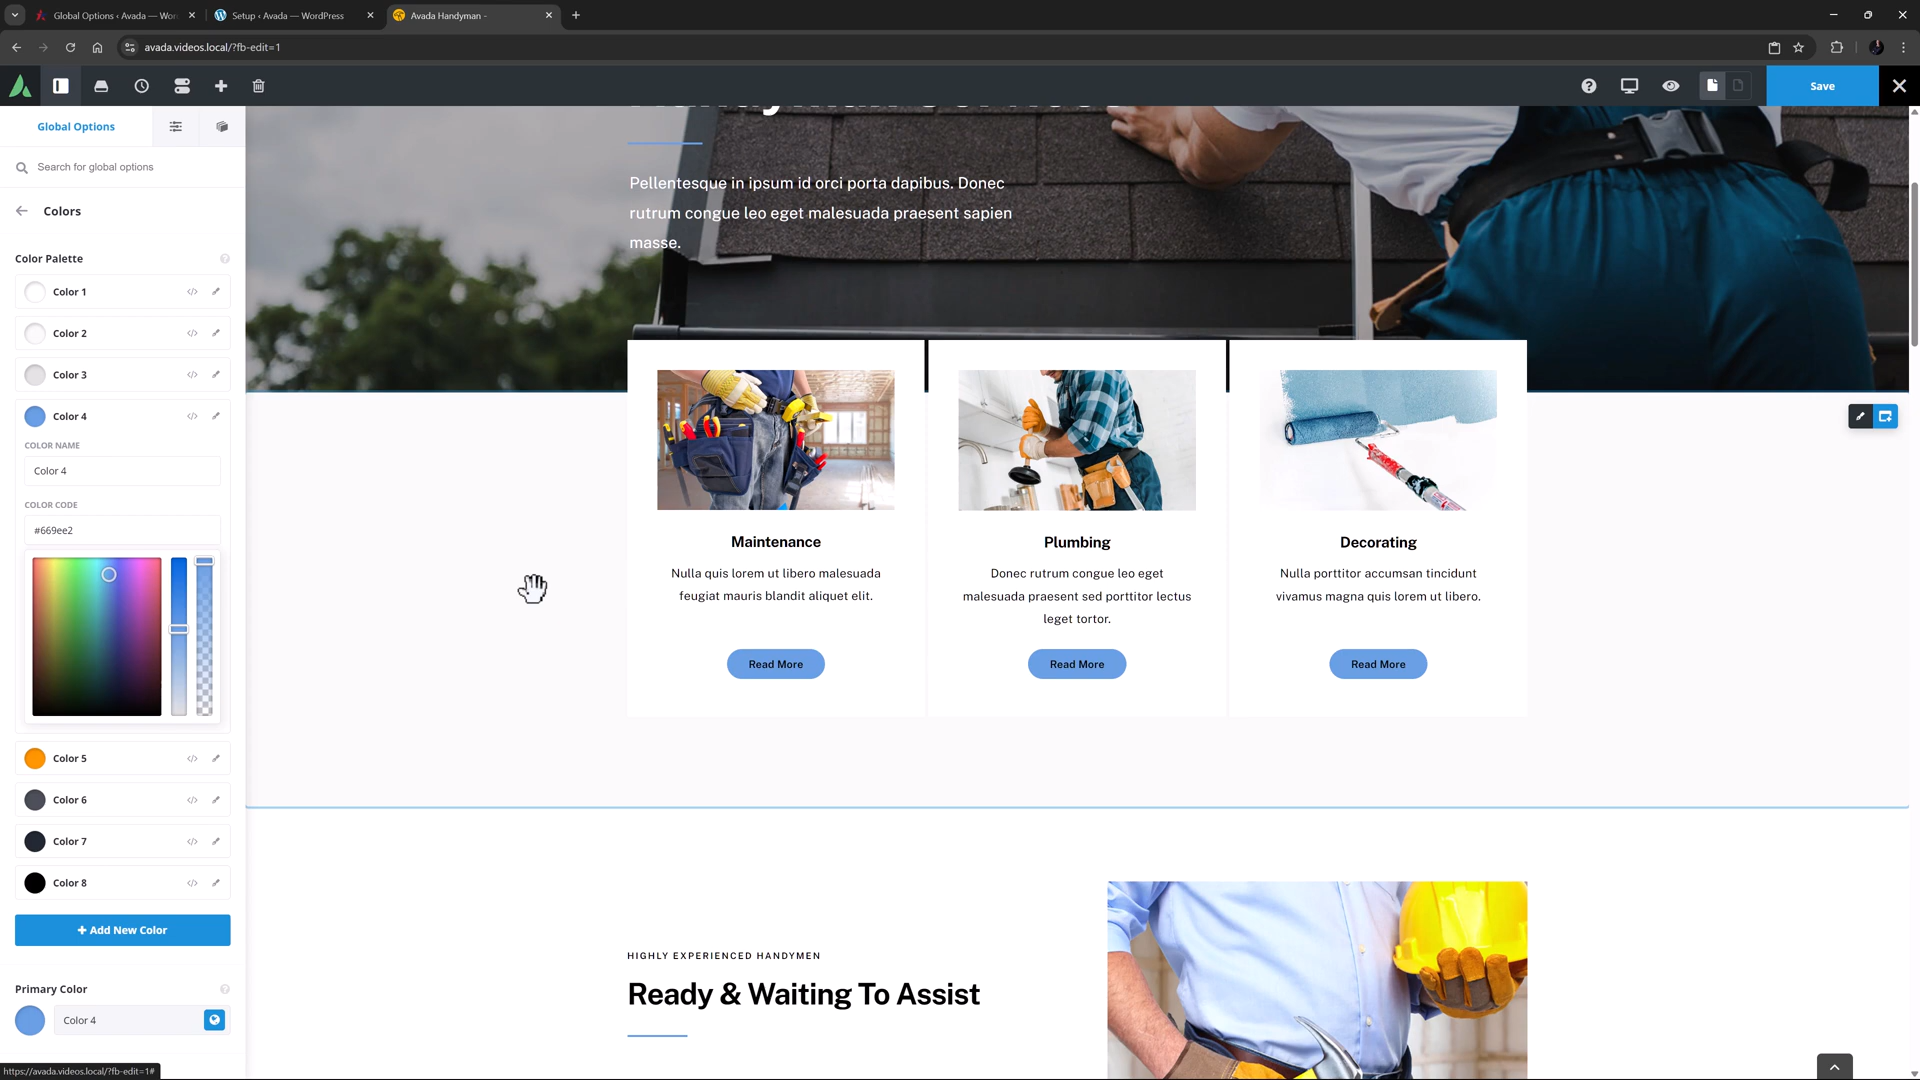 Global Options ‹ Avada — Wor
Setup ‹ Avada — WordPress
Avada Handyman -
avada.videos.local/?fb-edit=1
Save
Global Options
Search for global options
Colors
Color Palette
Color 1
Color 2
Color 3
Color 4
COLOR NAME
Color 4
COLOR CODE
#669ee2
Color 5
Color 6
Color 7
Color 8
+ Add New Color
Primary Color
Color 4
https://avada.videos.local/?fb-edit=1#
Pellentesque in ipsum id orci porta dapibus. Donec
rutrum congue leo eget malesuada praesent sapien
masse.
Maintenance
Nulla quis lorem ut libero malesuada
feugiat mauris blandit aliquet elit.
Read More
Plumbing
Donec rutrum congue leo eget
malesuada praesent sed porttitor lectus
leget tortor.
Read More
Decorating
Nulla porttitor accumsan tincidunt
vivamus magna quis lorem ut libero.
Read More
HIGHLY EXPERIENCED HANDYMEN
Ready & Waiting To Assist